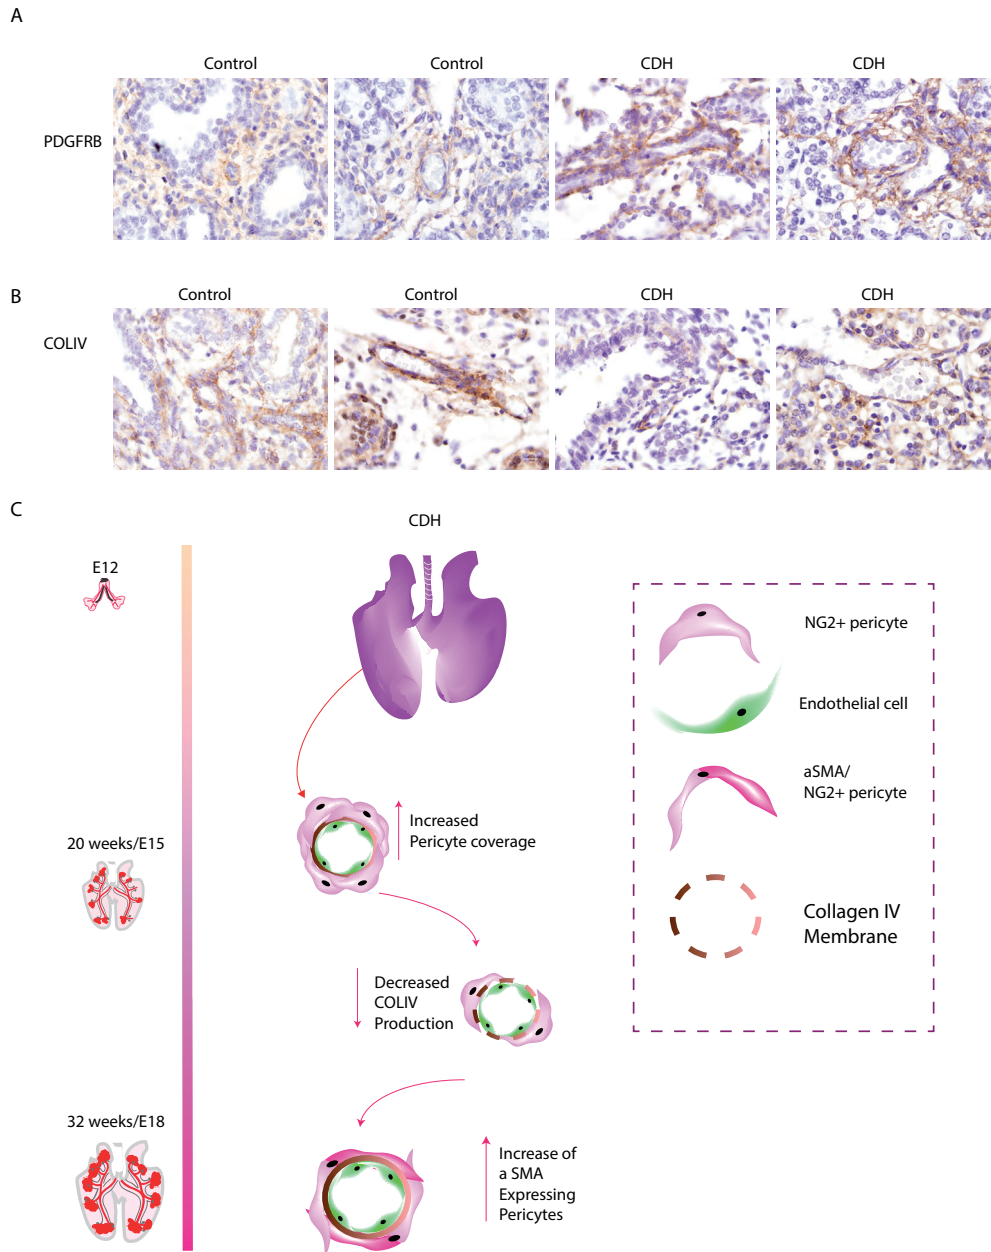 A
Control
Control
CDH
CDH
PDGFRB
B
Control
Control
CDH
CDH
COLIV
C
CDH
E12
NG2+ pericyte
Endothelial cell
aSMA/
NG2+ pericyte
Increased
Pericyte coverage
20 weeks/E15
Collagen IV
Membrane
Decreased
COLIV
Production
32 weeks/E18
Increase of
a SMA
Expressing
Pericytes